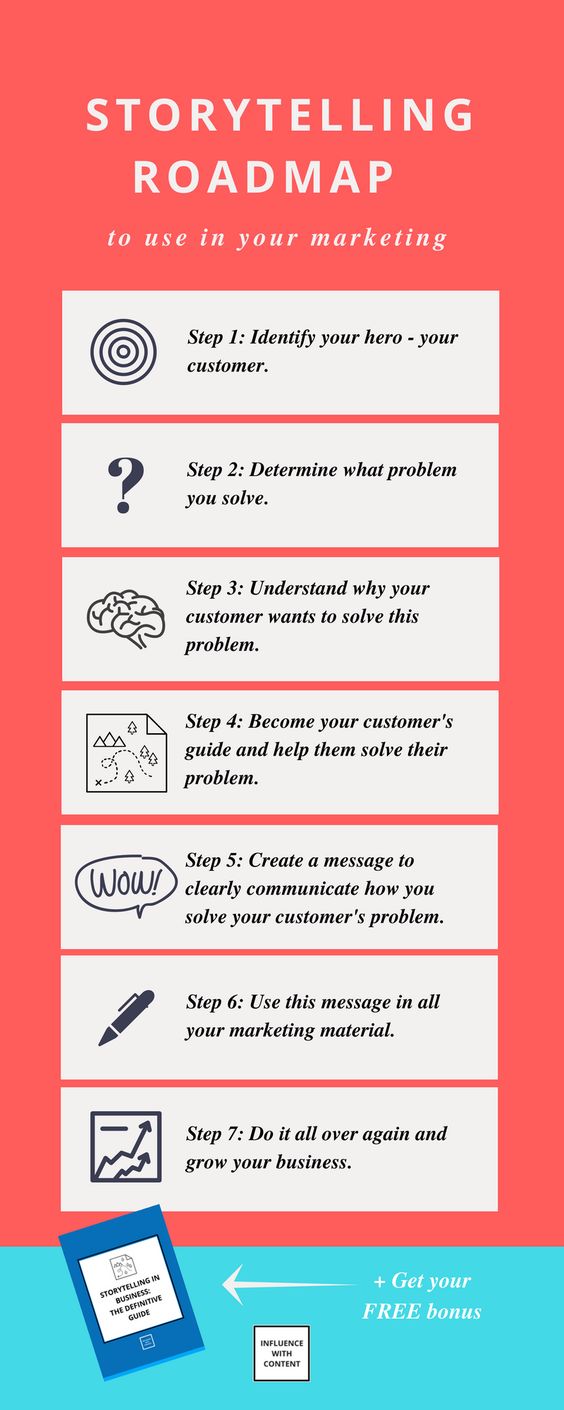 STORYTELLING
ROADMAP
to use in your marketing
Step 1: Identify your hero - your
customer.
?
Step 2: Determine what problem
you solve.
Step 3: Understand why your
customer wants to solve this
problem.
Step 4: Become your customer's
guide and help them solve their
problem.
WOW!
Step 5: Create a message to
clearly communicate how you
solve your customer's problem.
Step 6: Use this message in all
your marketing material.
Step 7: Do it all over again and
grow your business.
STORYTELLING IN
BUSINESS:
THE DEFINITIVE
GUIDE
+ Get your
FREE bonus
INFLUENCE
WITH
CONTENT